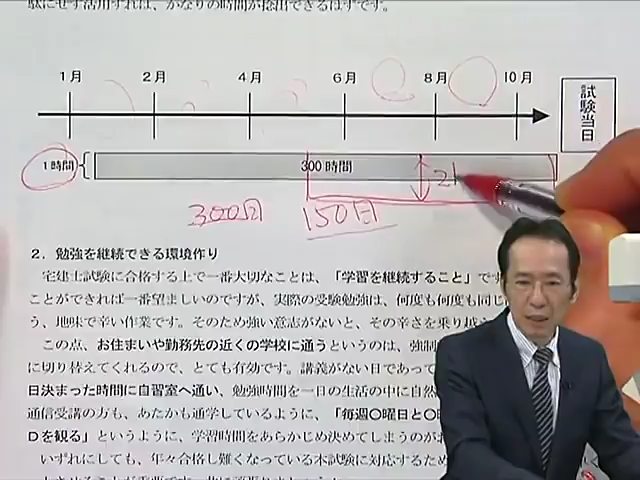 駄にせず活用すれば、かなりの時間が捻出できるはずです。
1月 2月 4月 6月 8月 10月
試験当日
1時間 300時間
2
300日 150日
2．勉強を継続できる環境作り
宅建士試験に合格する上で一番大切なことは、「学習を継続すること」です
ことができれば一番望ましいのですが、実際の受験勉強は、何度も何度も同じ
う、地味で辛い作業です。そのため強い意志がないと、その辛さを乗り越え
この点、お住まいや勤務先の近くの学校に通うというのは、強制
に切り替えてくれるので、とても有効です。講義がない日であって
日決まった時間に自習室へ通い、勉強時間を一日の生活の中に自然
通信受講の方も、あたかも通学しているように、「毎週〇曜日と〇
Dを観る」というように、学習時間をあらかじめ決めてしまうのがお
いずれにしても、年々合格し難くなっている本試験に対応するため